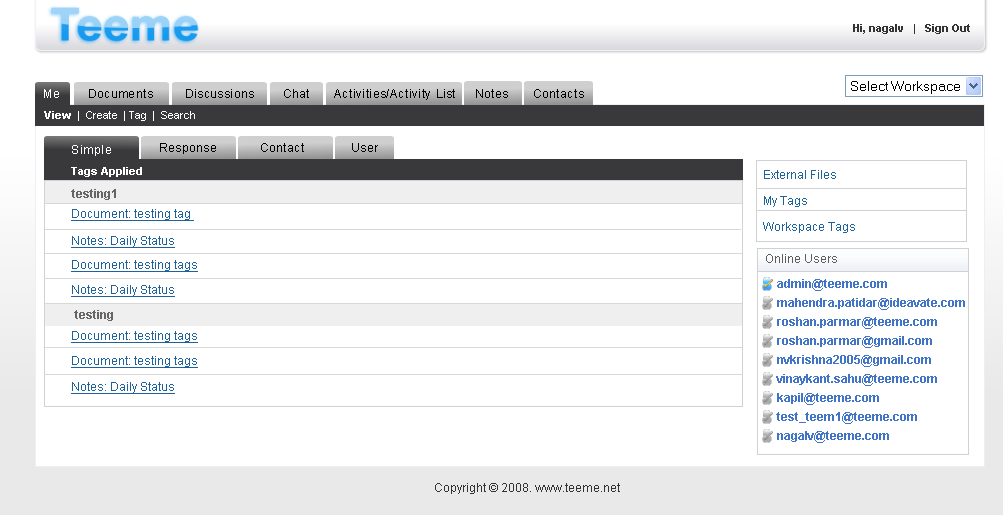 Teeme
Hi, nagalv | Sign Out
Me Documents Discussions Chat Activities/Activity List Notes Contacts Select Workspace
View | Create | Tag | Search
Simple Response Contact User
Tags Applied
testing1
Document: testing tag
Notes: Daily Status
Document: testing tags
Notes: Daily Status
testing
Document: testing tags
Document: testing tags
Notes: Daily Status
External Files
My Tags
Workspace Tags
Online Users
admin@teeme.com
mahendra.patidar@ideavate.com
roshan.parmar@teeme.com
roshan.parmar@gmail.com
nvkrishna2005@gmail.com
vinaykant.sahu@teeme.com
kapil@teeme.com
test_teem1@teeme.com
nagalv@teeme.com
Copyright © 2008. www.teeme.net